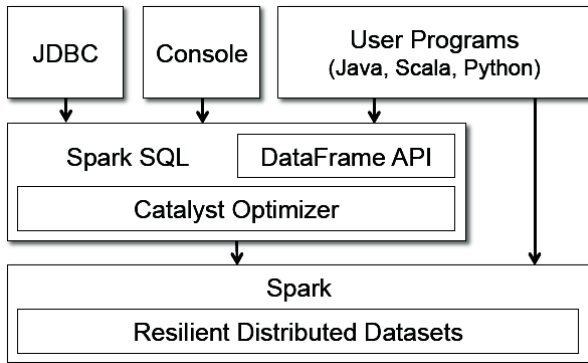 JDBC
Console
User Programs
(Java, Scala, Python)
Spark SQL
DataFrame API
Catalyst Optimizer
Spark
Resilient Distributed Datasets